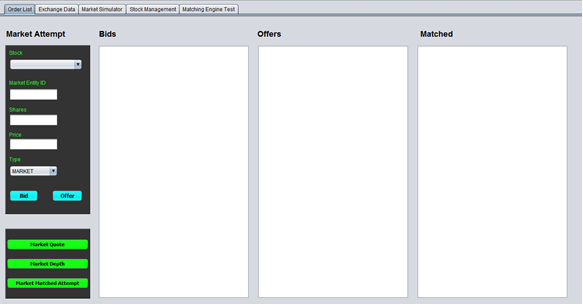 Order List Exchange Data Market Simulator Stock Management Matching Engine Test
Market Attempt Bids Offers Matched
Stock
Market Entity ID
Shares
Price
Type
MARKET
Bid Offer
Market Quote
Market Depth
Market Matched Attempt